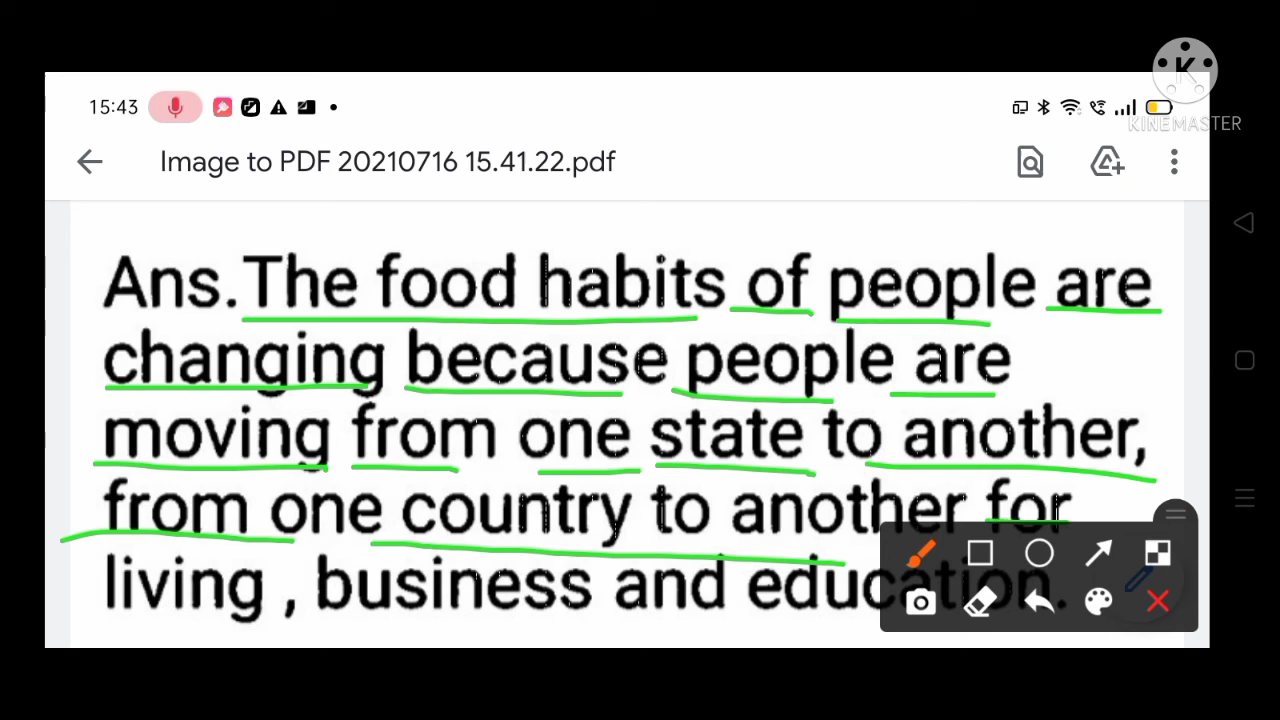 15:43
KINEMASTER
Image to PDF 20210716 15.41.22.pdf
Ans.The food habits of people are
changing because people are
moving from one state to another,
from one country to another for
living , business and education.